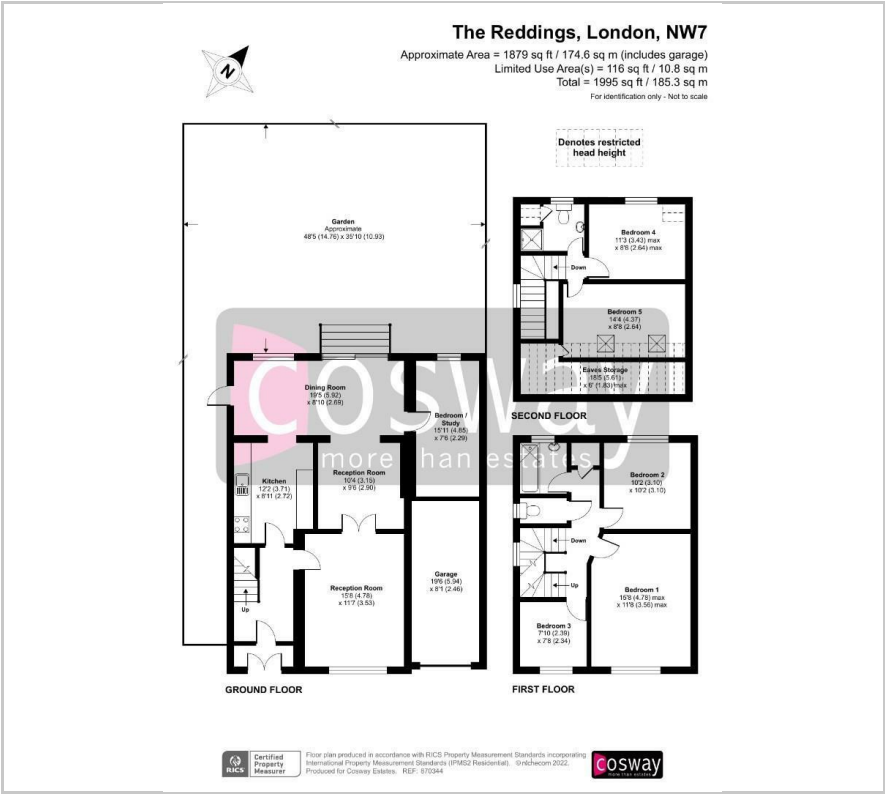 The Reddings, London, NW7
Approximate Area = 1879 sq ft / 174.6 sq m (includes garage)
Limited Use Area(s) = 116 sq ft / 10.8 sq m
Total = 1995 sq ft / 185.3 sq m
For identification only - Not to scale
N
Denotes restricted
head height
Garden
Approximate
48'5 (14.76) x 35'10 (10.93)
Bedroom 4
11'3 (3.43) max
x 8'8 (2.64) max
Down
Bedroom 5
14'4 (4.37)
x 8'8 (2.64)
Eaves Storage
18'5 (5.61)
x 6' (1.83) max
SECOND FLOOR
cosway
more than estates
Dining Room
19'5 (5.92)
x 8'10 (2.69)
Bedroom /
Study
15'11 (4.85)
x 7'6 (2.29)
Kitchen
12'2 (3.71)
x 8'11 (2.72)
Reception Room
10'4 (3.15)
x 9'6 (2.90)
Reception Room
15'8 (4.78)
x 11'7 (3.53)
Garage
19'6 (5.94)
x 8'1 (2.46)
Up
GROUND FLOOR
Bedroom 2
10'2 (3.10)
x 10'2 (3.10)
Down
Up
Bedroom 1
15'8 (4.78) max
x 11'8 (3.56) max
Bedroom 3
7'10 (2.39)
x 7'8 (2.34)
FIRST FLOOR
RICS
Certified
Property
Measurer
Floor plan produced in accordance with RICS Property Measurement Standards incorporating
International Property Measurement Standards (IPMS2 Residential). © nichecom 2022.
Produced for Cosway Estates. REF: 870344
cosway
more than estates